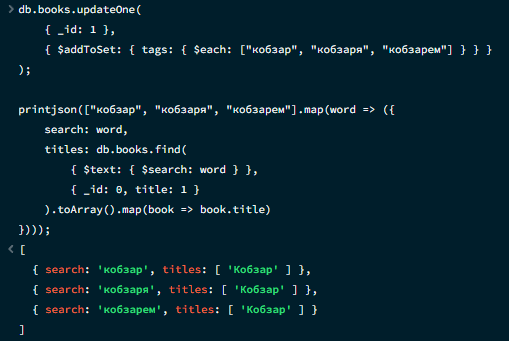 > db.books.updateOne(
{ _id: 1 },
{ $addToSet: { tags: { $each: ["кобзар", "кобзаря", "кобзарем"] } } }
);
printjson(["кобзар", "кобзаря", "кобзарем"].map(word => ({
search: word,
titles: db.books.find(
{ $text: { $search: word } },
{ _id: 0, title: 1 }
).toArray().map(book => book.title)
})));
< [
{ search: 'кобзар', titles: [ 'Кобзар' ] },
{ search: 'кобзаря', titles: [ 'Кобзар' ] },
{ search: 'кобзарем', titles: [ 'Кобзар' ] }
]